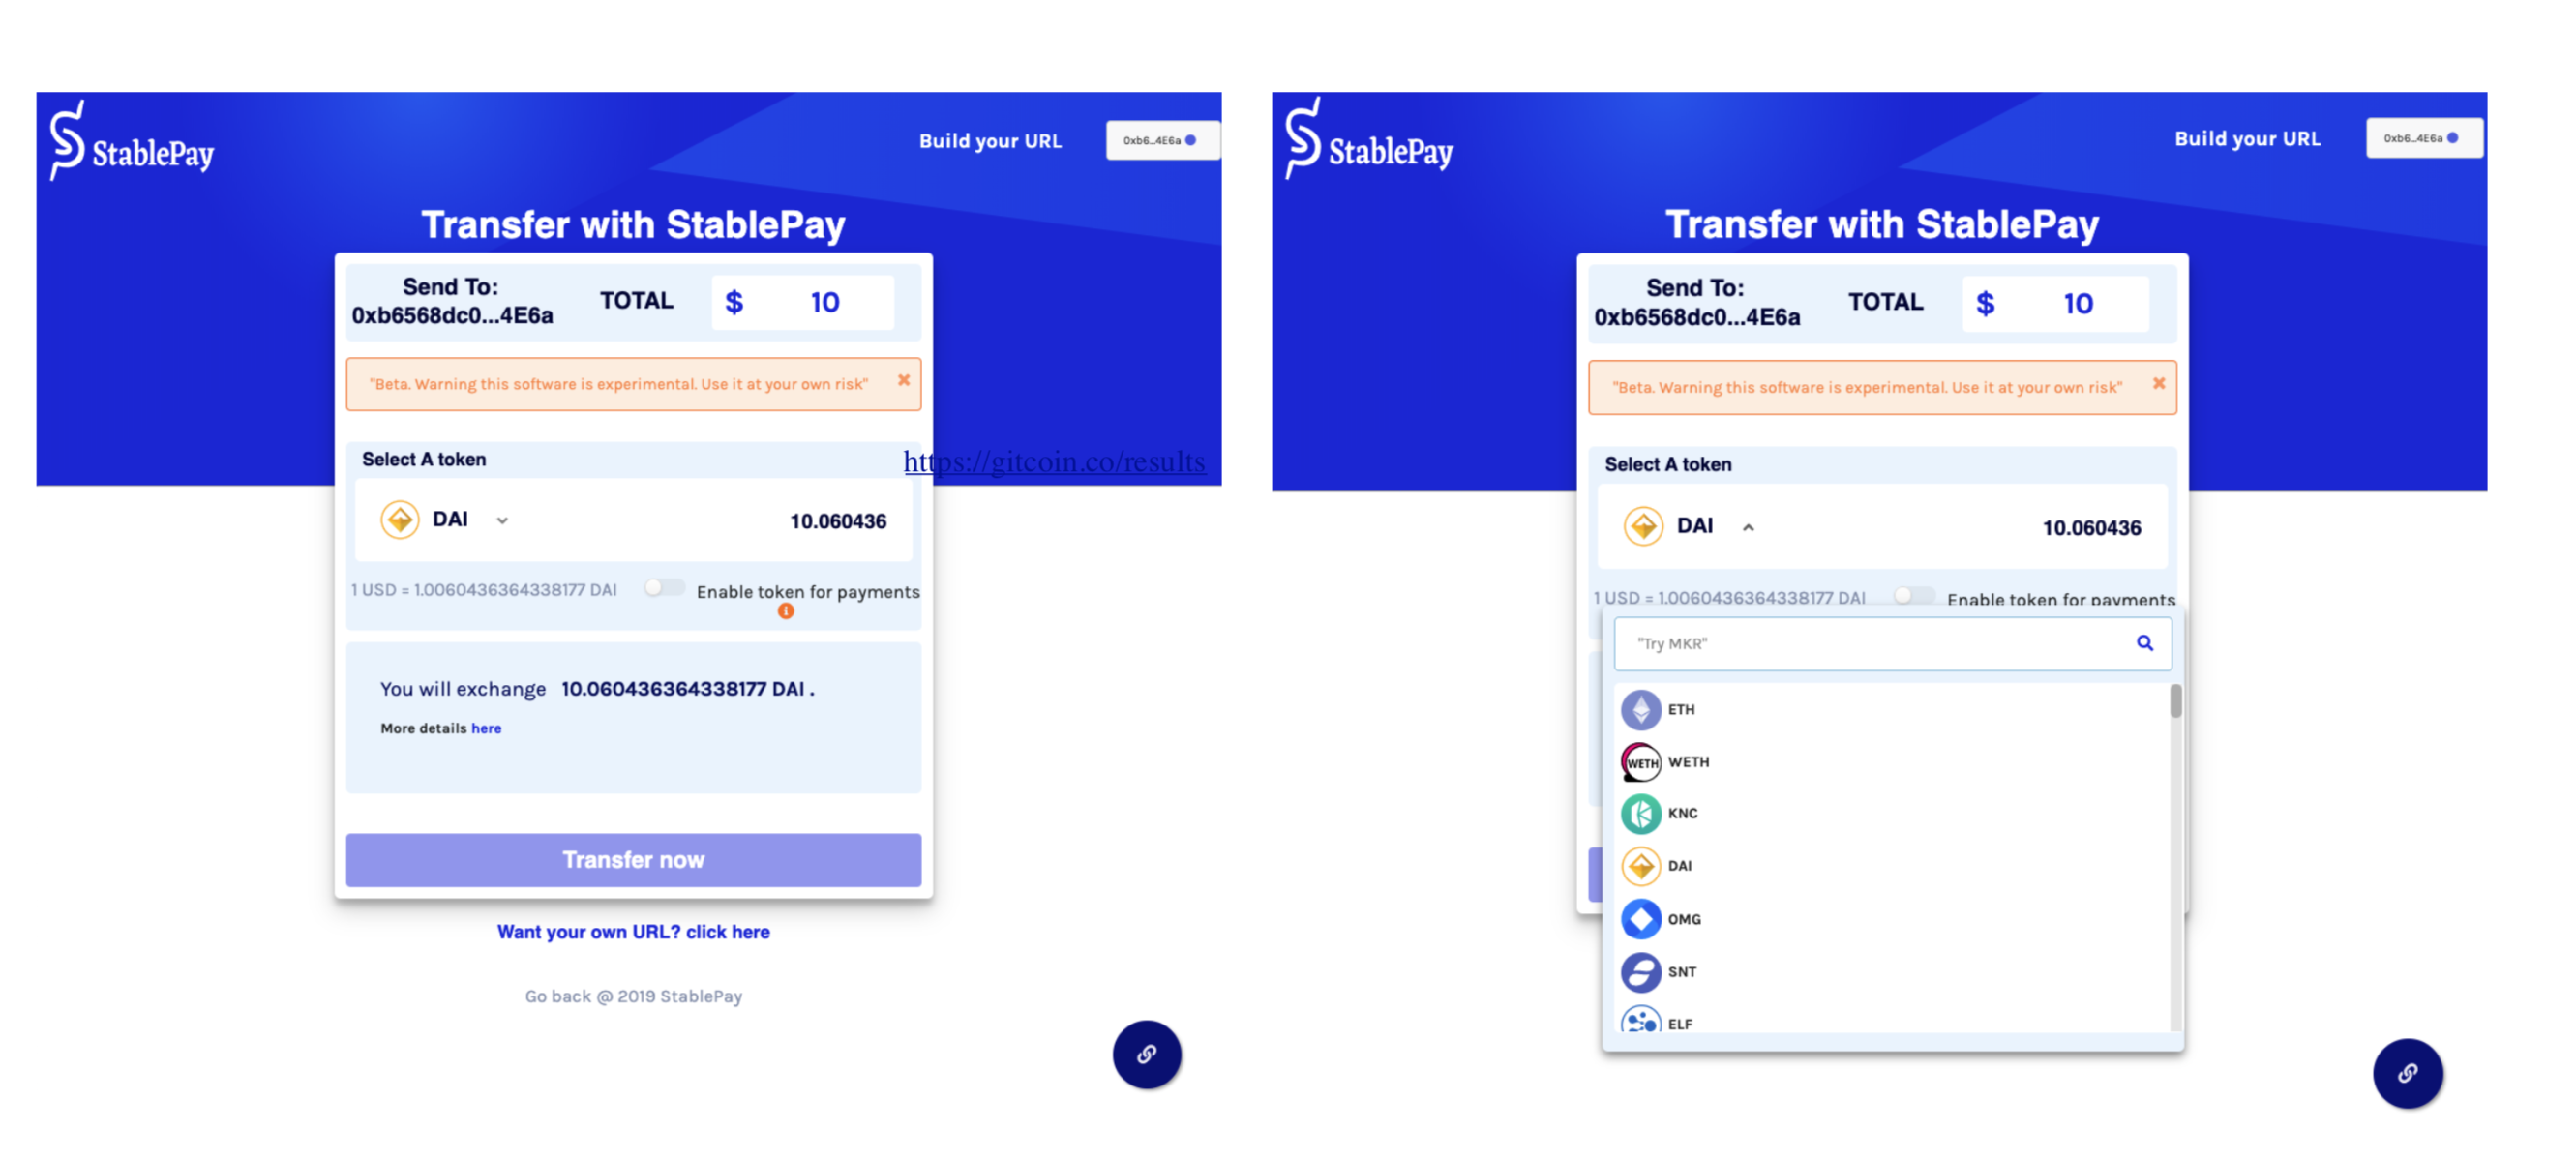 StablePay
Build your URL
0xb6...4E6a
Transfer with StablePay
Send To:
0xb6568dc0...4E6a
TOTAL
$ 10
"Beta. Warning this software is experimental. Use it at your own risk"
Select A token
https://gitcoin.co/results
DAI
10.060436
1 USD = 1.0060436364338177 DAI
Enable token for payments
You will exchange 10.060436364338177 DAI .
More details here
Transfer now
Want your own URL? click here
Go back @ 2019 StablePay
StablePay
Build your URL
0xb6...4E6a
Transfer with StablePay
Send To:
0xb6568dc0...4E6a
TOTAL
$ 10
"Beta. Warning this software is experimental. Use it at your own risk"
Select A token
DAI
10.060436
1 USD = 1.0060436364338177 DAI
Enable token for payments
"Try MKR"
ETH
WETH WETH
KNC
DAI
OMG
SNT
ELF